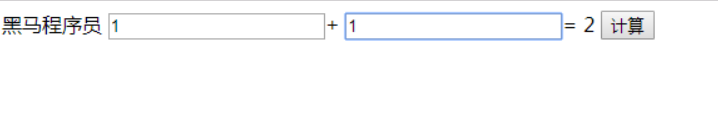 黑马程序员 1 + 1 = 2 计算